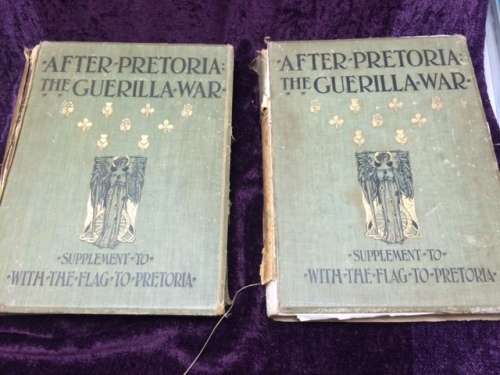 AFTER·PRETORIA:
THE GUERILLA·WAR
·SUPPLEMENT·TO·
·WITH·THE·FLAG·TO·PRETORIA·
·AFTER·PRETORIA:
THE GUERILLA·WAR
·SUPPLEMENT·TO·
·WITH·THE·FLAG·TO·PRETORIA·